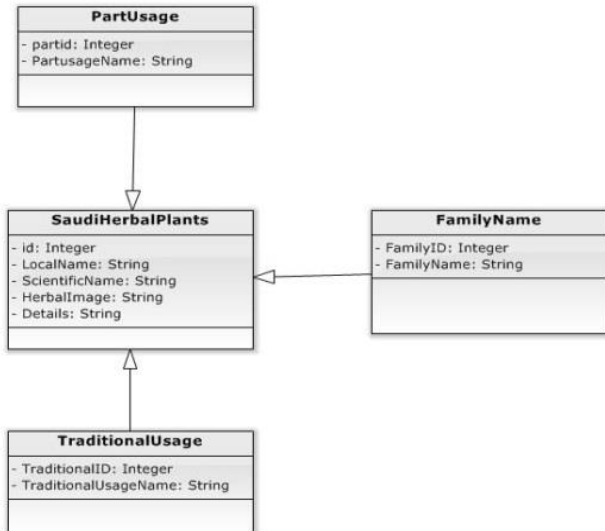 PartUsage
- partid: Integer
- PartusageName: String
SaudiHerbalPlants
- id: Integer
- LocalName: String
- ScientificName: String
- HerbalImage: String
- Details: String
FamilyName
- FamilyID: Integer
- FamilyName: String
TraditionalUsage
- TraditionalID: Integer
- TraditionalUsageName: String